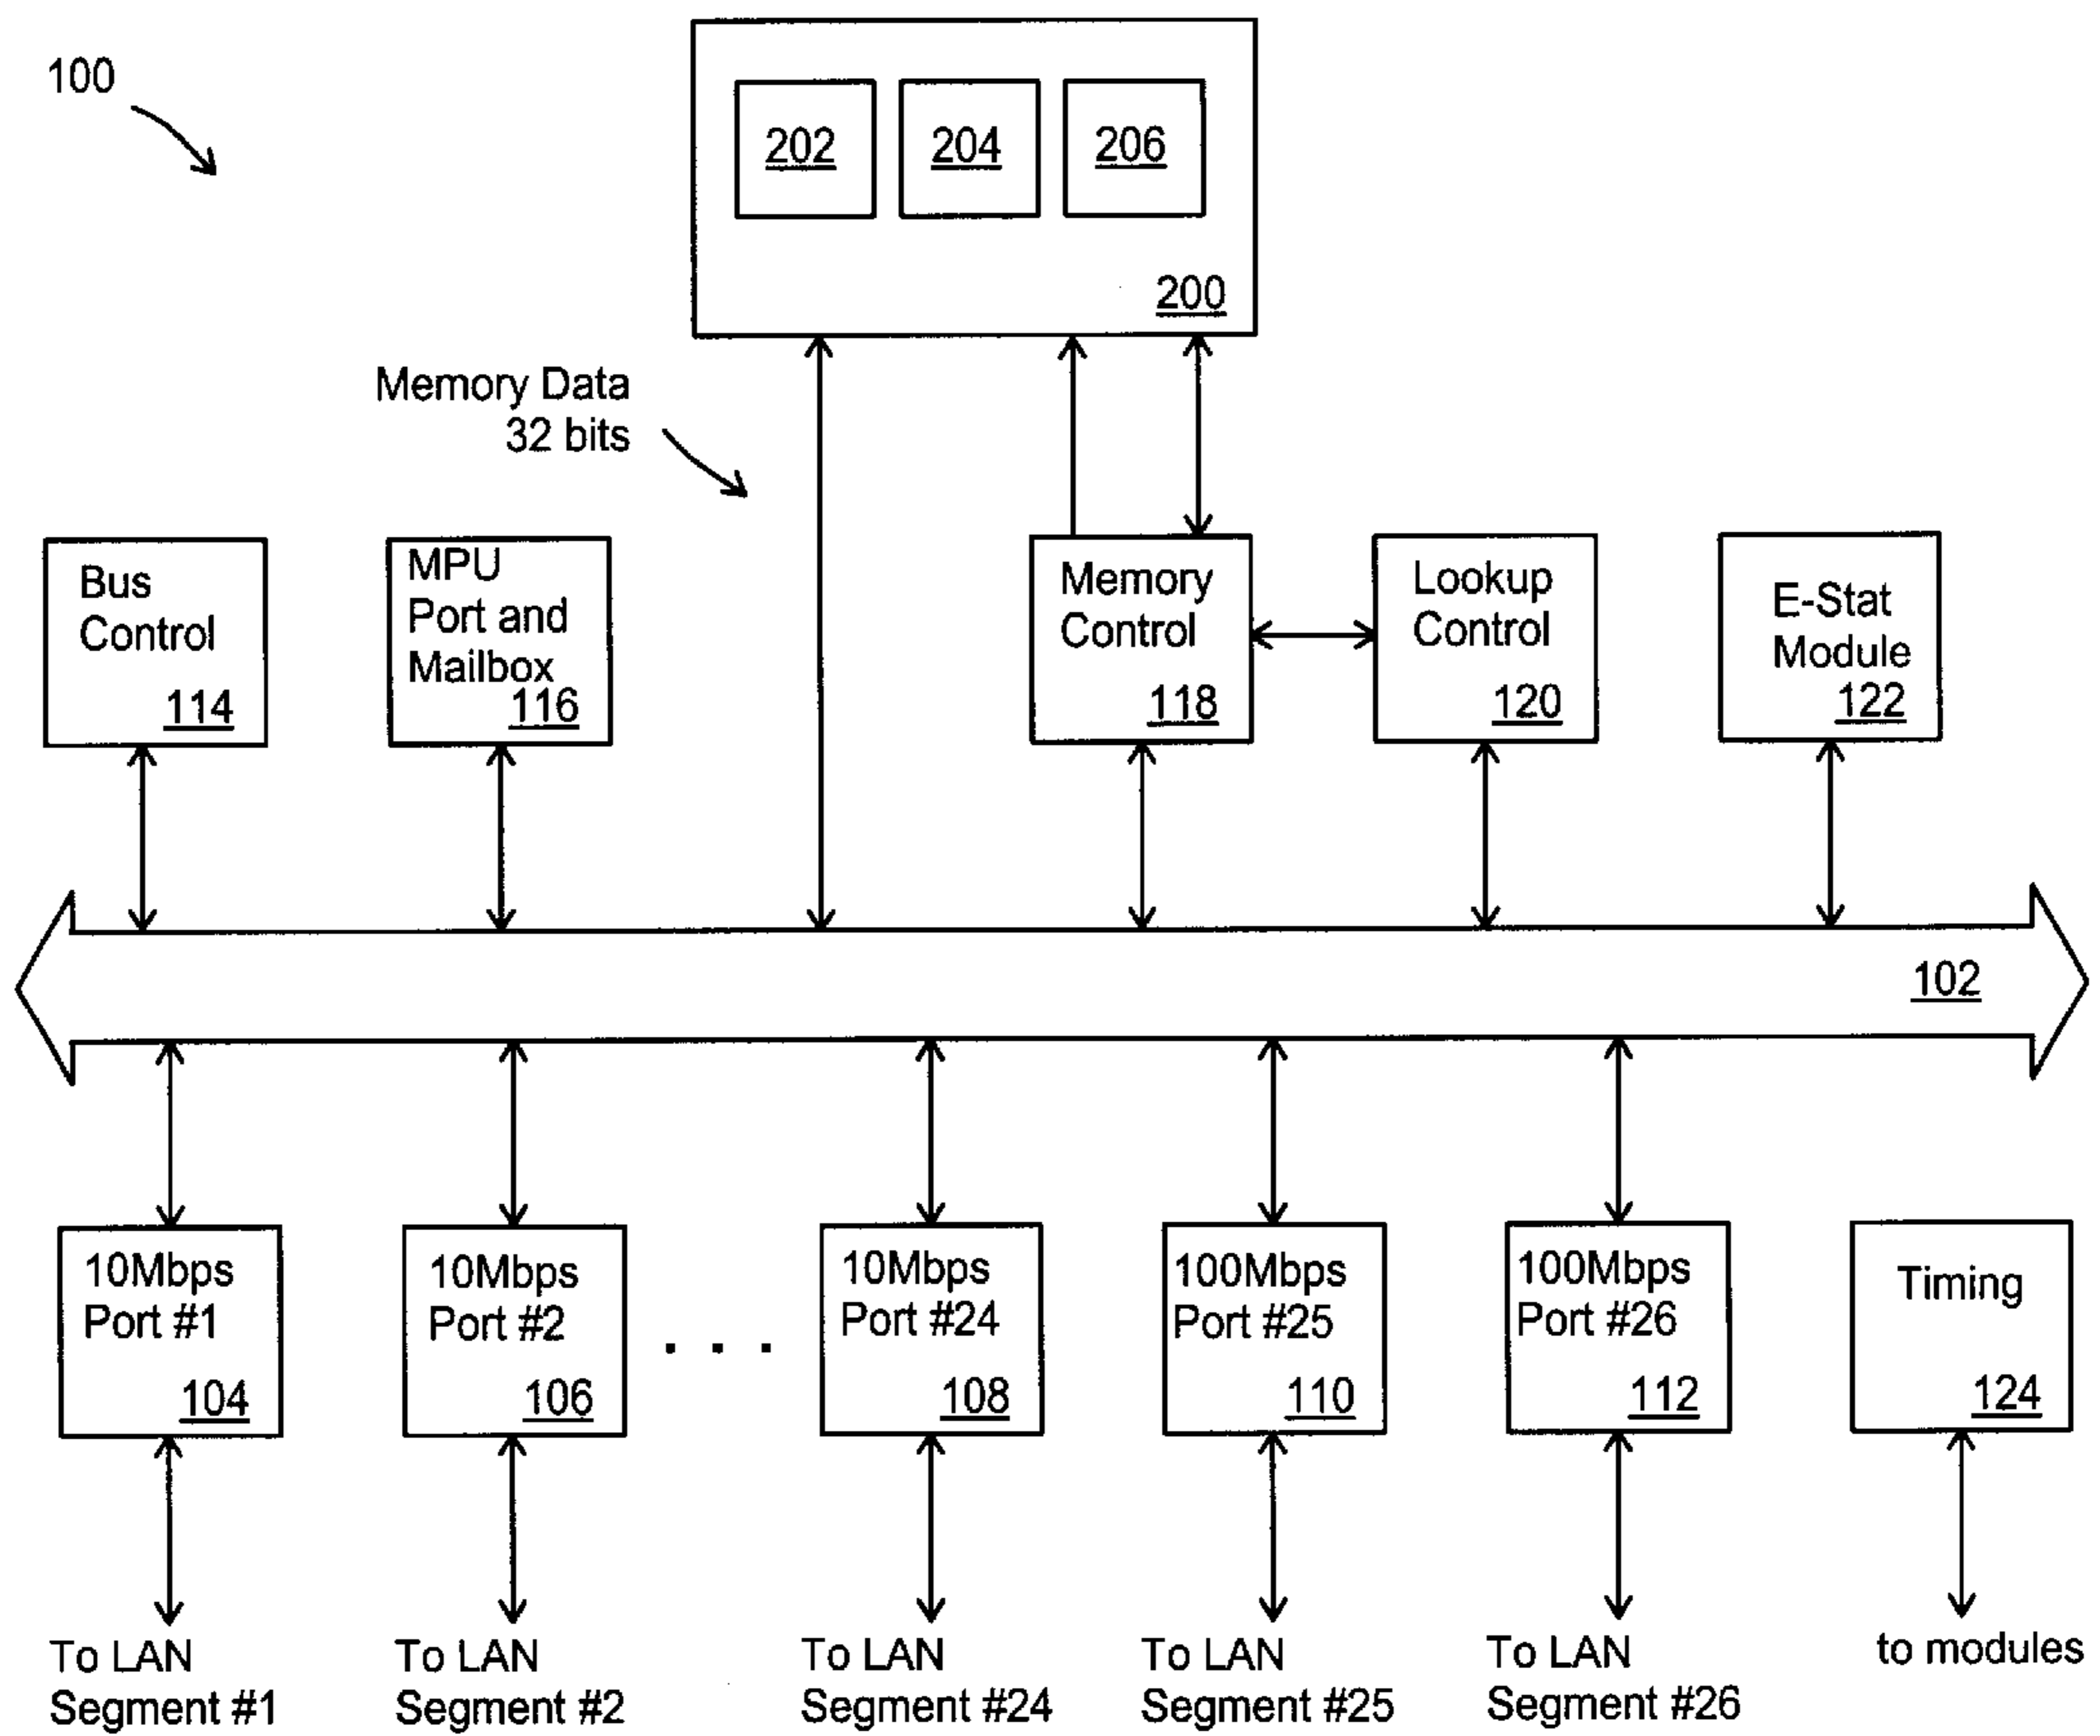 100
202
204
206
200
Memory Data
32 bits
Bus
Control
114
MPU
Port and
Mailbox
116
Memory
Control
118
Lookup
Control
120
E-Stat
Module
122
102
10Mbps
Port #1
104
10Mbps
Port #2
106
. . .
10Mbps
Port #24
108
100Mbps
Port #25
110
100Mbps
Port #26
112
Timing
124
To LAN
Segment #1
To LAN
Segment #2
To LAN
Segment #24
To LAN
Segment #25
To LAN
Segment #26
to modules